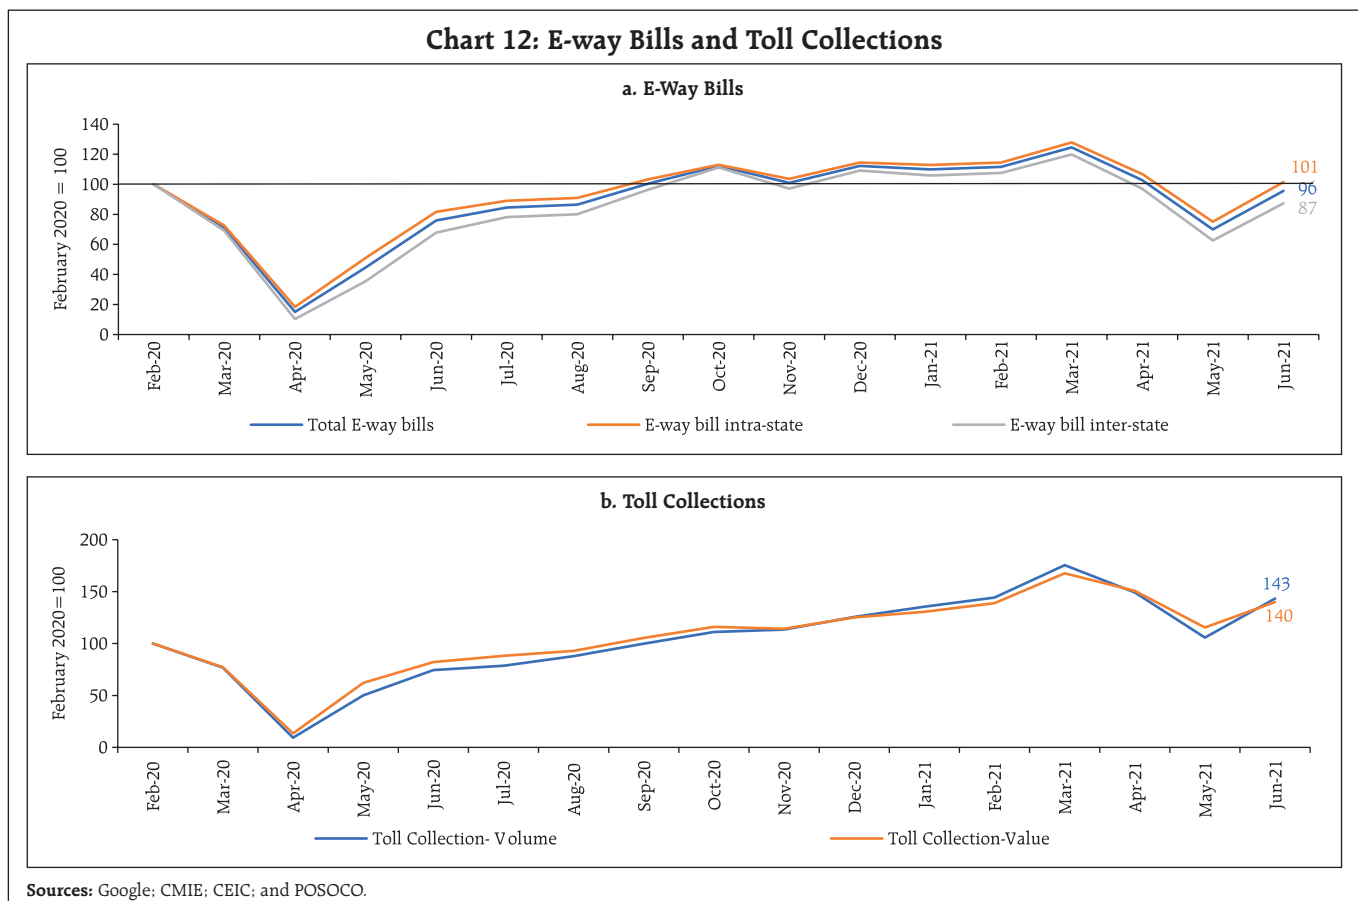 Chart 12: E-way Bills and Toll Collections
a. E-Way Bills
February 2020 = 100
140
120
100
80
60
40
20
0
101
96
87
Feb-20
Mar-20
Apr-20
May-20
Jun-20
Jul-20
Aug-20
Sep-20
Oct-20
Nov-20
Dec-20
Jan-21
Feb-21
Mar-21
Apr-21
May-21
Jun-21
Total E-way bills
E-way bill intra-state
E-way bill inter-state
b. Toll Collections
February 2020=100
200
150
100
50
0
143
140
Feb-20
Mar-20
Apr-20
May-20
Jun-20
Jul-20
Aug-20
Sep-20
Oct-20
Nov-20
Dec-20
Jan-21
Feb-21
Mar-21
Apr-21
May-21
Jun-21
Toll Collection- Volume
Toll Collection-Value
Sources: Google; CMIE; CEIC; and POSOCO.